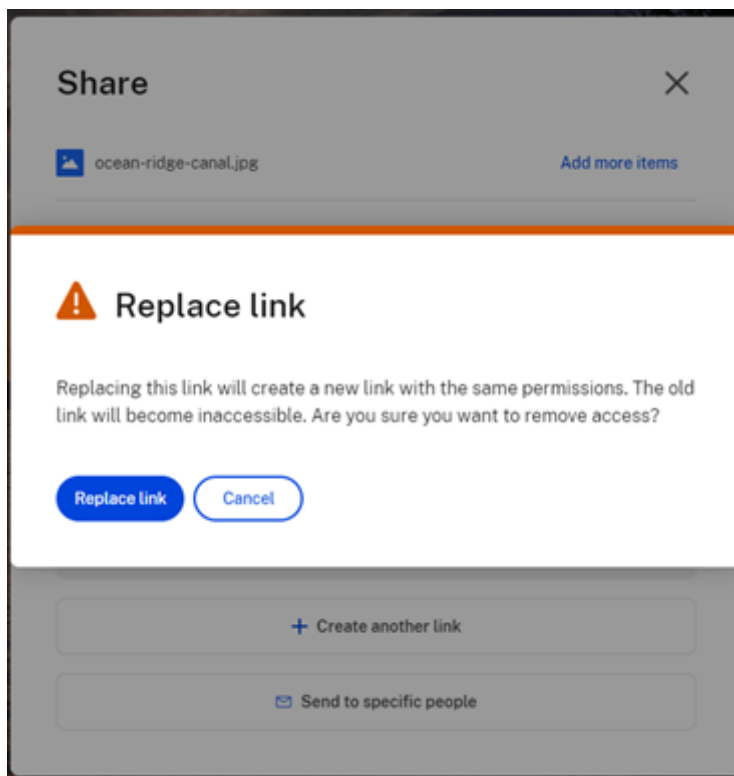 Share
ocean-ridge-canal.jpg
Add more items
Replace link
Replacing this link will create a new link with the same permissions. The old
link will become inaccessible. Are you sure you want to remove access?
Replace link
Cancel
+ Create another link
Send to specific people